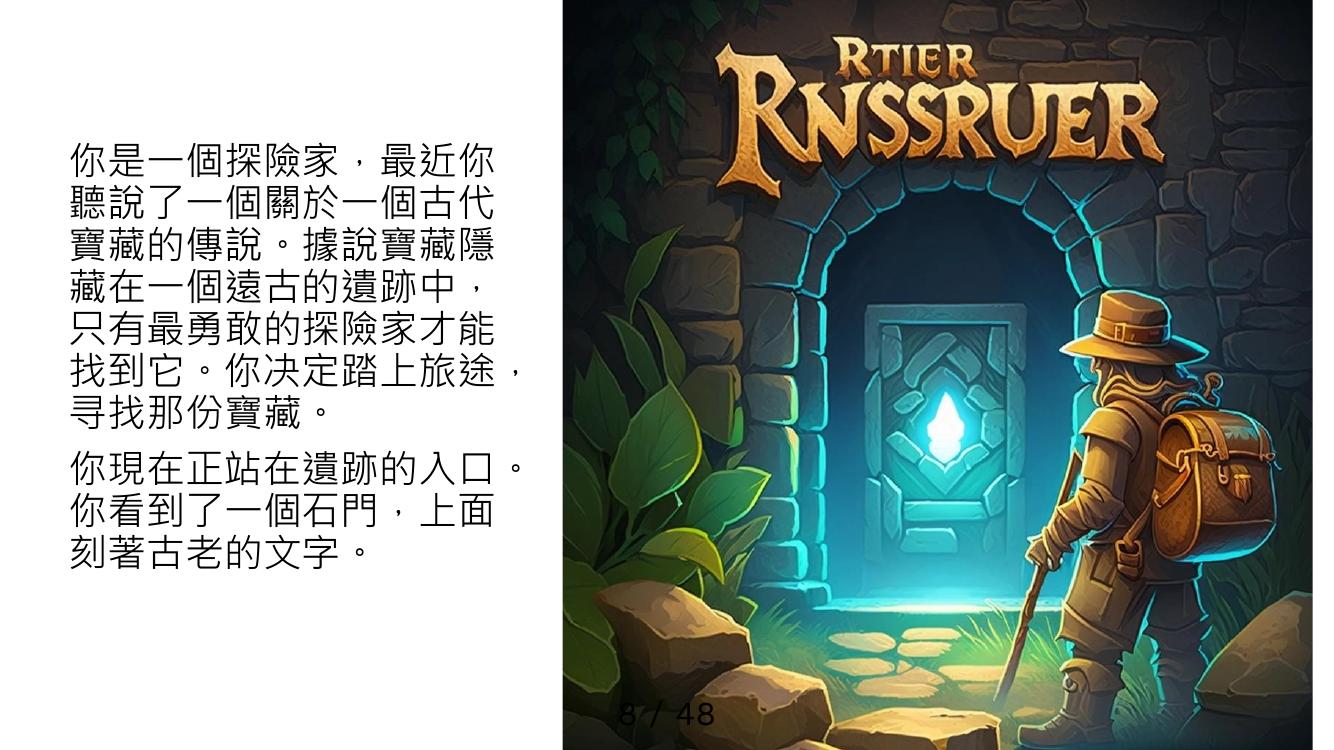 你是一個探險家，最近你
聽說了一個關於一個古代
寶藏的傳說。據說寶藏隱
藏在一個遠古的遺跡中，
只有最勇敢的探險家才能
找到它。你決定踏上旅途，
尋找那份寶藏。
你現在正站在遺跡的入口。
你看到了一個石門，上面
刻著古老的文字。
RTIER
RNSSRUER
8 / 48